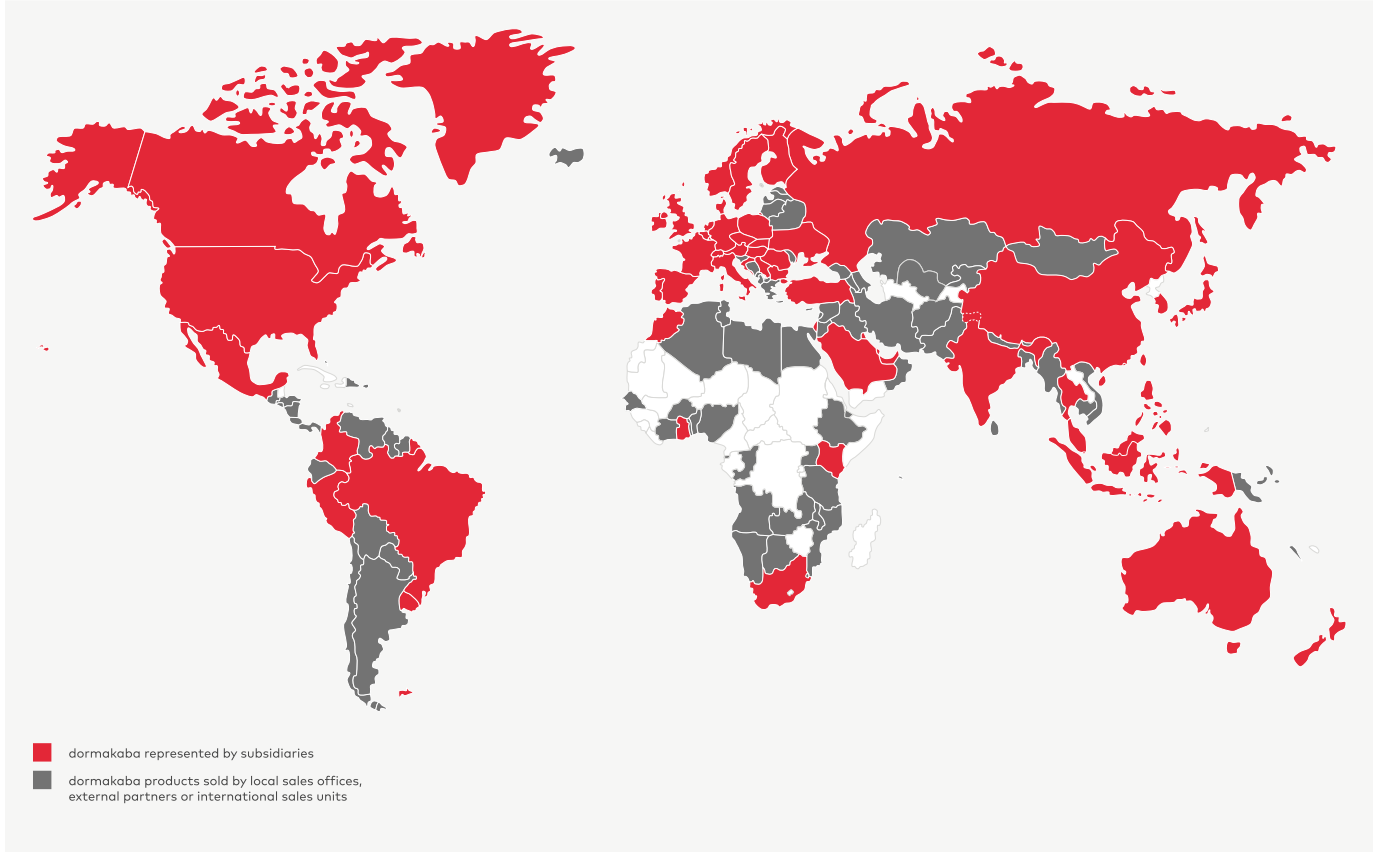 dormakaba represented by subsidiaries
dormakaba products sold by local sales offices,
external partners or international sales units